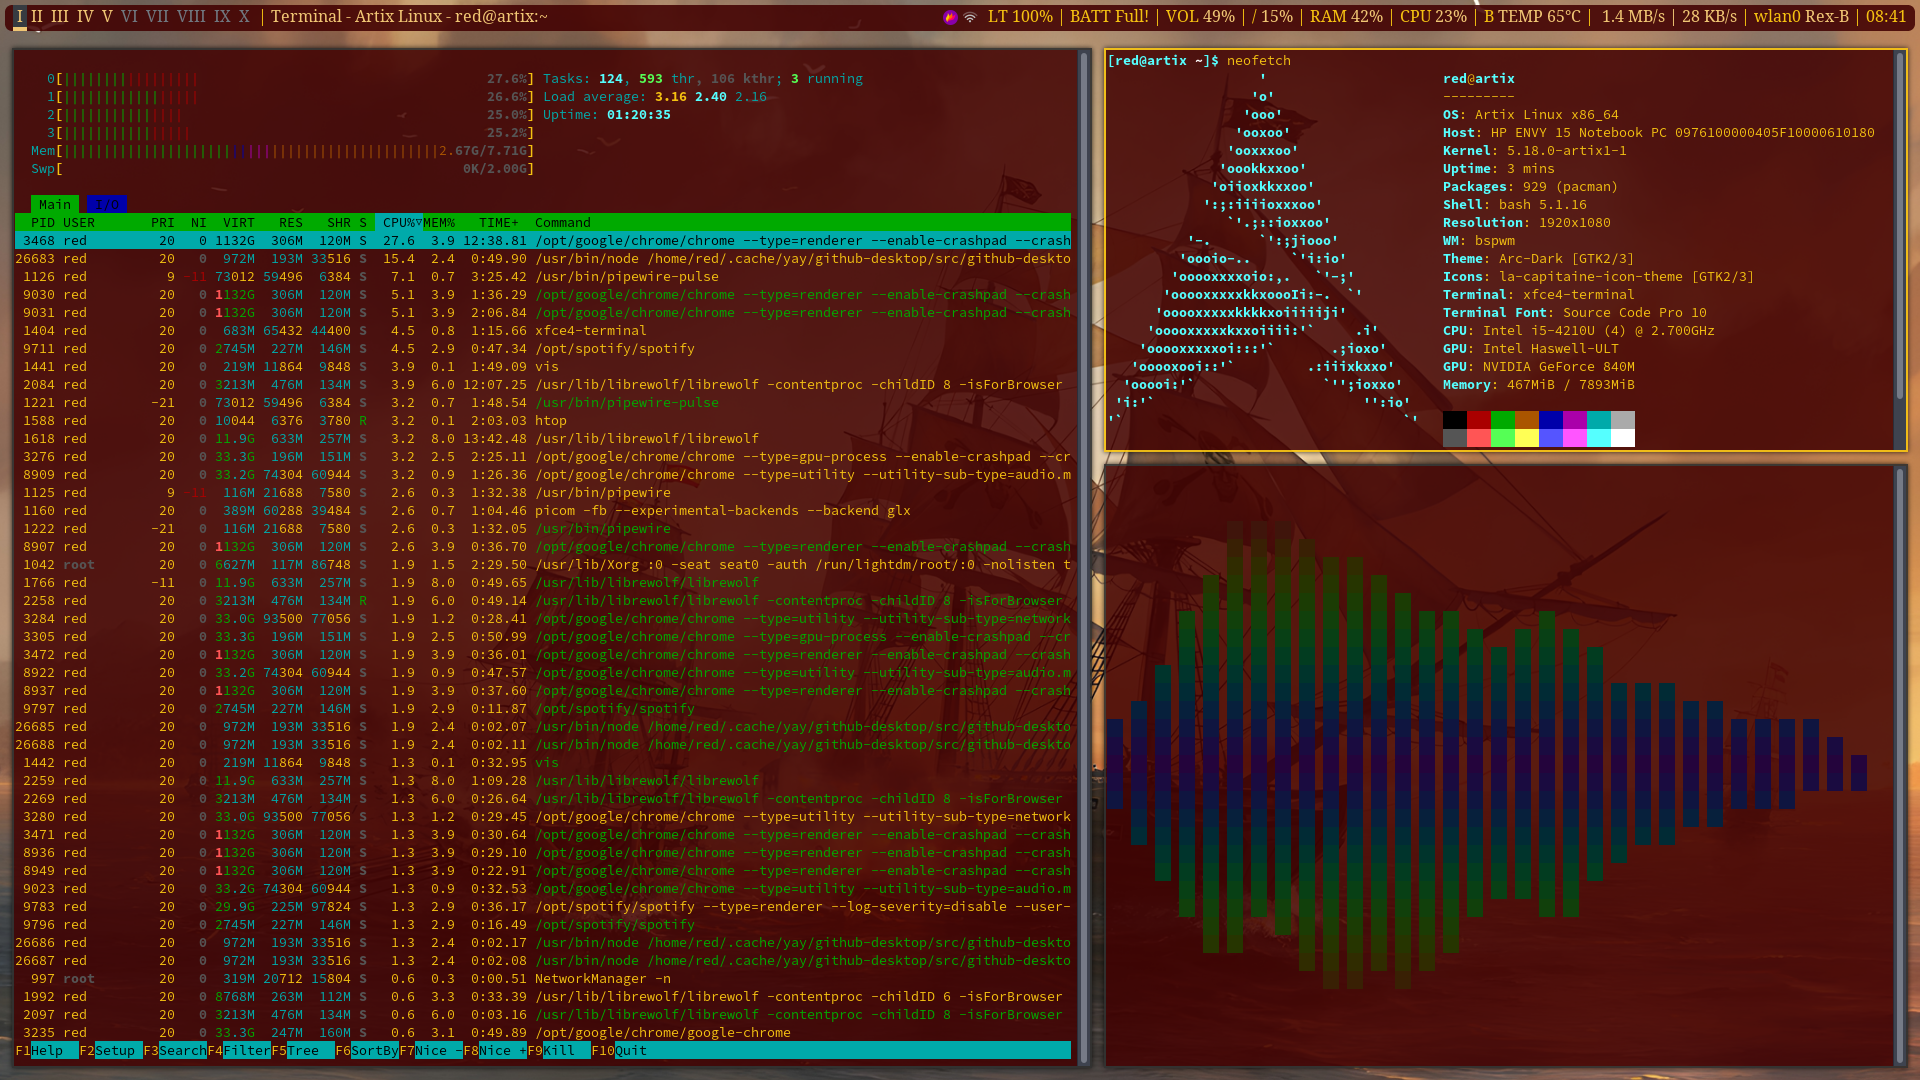 I II III IV V VI VII VIII IX X | Terminal - Artix Linux - red@artix:~
LT 100% | BATT Full! | VOL 49% | / 15% | RAM 42% | CPU 23% | B TEMP 65°C | 1.4 MB/s | 28 KB/s | wlan0 Rex-B | 08:41
0[||||||||||||||||| 27.6%] Tasks: 124, 593 thr, 106 kthr; 3 running
1[||||||||||||||||| 26.6%] Load average: 3.16 2.40 2.16
2[||||||||||||||| 25.0%] Uptime: 01:20:35
3[|||||||||||||||| 25.2%]
Mem[|||||||||||||||||||||||||||||||||||||||||||||||2.67G/7.71G]
Swp[ 0K/2.00G]
Main I/O
PID USER PRI NI VIRT RES SHR S CPU%▽MEM% TIME+ Command
3468 red 20 0 1132G 306M 120M S 27.6 3.9 12:38.81 /opt/google/chrome/chrome --type=renderer --enable-crashpad --crash
26683 red 20 0 972M 193M 33516 S 15.4 2.4 0:49.90 /usr/bin/node /home/red/.cache/yay/github-desktop/src/github-deskto
1126 red 9 -11 73012 59496 6384 S 7.1 0.7 3:25.42 /usr/bin/pipewire-pulse
9030 red 20 0 1132G 306M 120M S 5.1 3.9 1:36.29 /opt/google/chrome/chrome --type=renderer --enable-crashpad --crash
9031 red 20 0 1132G 306M 120M S 5.1 3.9 2:06.84 /opt/google/chrome/chrome --type=renderer --enable-crashpad --crash
1404 red 20 0 683M 65432 44400 S 4.5 0.8 1:15.66 xfce4-terminal
9711 red 20 0 2745M 227M 146M S 4.5 2.9 0:47.34 /opt/spotify/spotify
1441 red 20 0 219M 11864 9848 S 3.9 0.1 1:49.09 vis
2084 red 20 0 3213M 476M 134M S 3.9 6.0 12:07.25 /usr/lib/librewolf/librewolf -contentproc -childID 8 -isForBrowser
1221 red -21 0 73012 59496 6384 S 3.2 0.7 1:48.54 /usr/bin/pipewire-pulse
1588 red 20 0 10044 6376 3780 R 3.2 0.1 2:03.03 htop
1618 red 20 0 11.9G 633M 257M S 3.2 8.0 13:42.48 /usr/lib/librewolf/librewolf
3276 red 20 0 33.3G 196M 151M S 3.2 2.5 2:25.11 /opt/google/chrome/chrome --type=gpu-process --enable-crashpad --cr
8909 red 20 0 33.2G 74304 60944 S 3.2 0.9 1:26.36 /opt/google/chrome/chrome --type=utility --utility-sub-type=audio.m
1125 red 9 -11 116M 21688 7580 S 2.6 0.3 1:32.38 /usr/bin/pipewire
1160 red 20 0 389M 60288 39484 S 2.6 0.7 1:04.46 picom -fb --experimental-backends --backend glx
1222 red -21 0 116M 21688 7580 S 2.6 0.3 1:32.05 /usr/bin/pipewire
8907 red 20 0 1132G 306M 120M S 2.6 3.9 0:36.70 /opt/google/chrome/chrome --type=renderer --enable-crashpad --crash
1042 root 20 0 6627M 117M 86748 S 1.9 1.5 2:29.50 /usr/lib/Xorg :0 -seat seat0 -auth /run/lightdm/root/:0 -nolisten t
1766 red -11 0 11.9G 633M 257M S 1.9 8.0 0:49.65 /usr/lib/librewolf/librewolf
2258 red 20 0 3213M 476M 134M R 1.9 6.0 0:49.14 /usr/lib/librewolf/librewolf -contentproc -childID 8 -isForBrowser
3284 red 20 0 33.0G 93500 77056 S 1.9 1.2 0:28.41 /opt/google/chrome/chrome --type=utility --utility-sub-type=network
3305 red 20 0 33.3G 196M 151M S 1.9 2.5 0:50.99 /opt/google/chrome/chrome --type=gpu-process --enable-crashpad --cr
3472 red 20 0 1132G 306M 120M S 1.9 3.9 0:36.01 /opt/google/chrome/chrome --type=renderer --enable-crashpad --crash
8922 red 20 0 33.2G 74304 60944 S 1.9 0.9 0:47.57 /opt/google/chrome/chrome --type=utility --utility-sub-type=audio.m
8937 red 20 0 1132G 306M 120M S 1.9 3.9 0:37.60 /opt/google/chrome/chrome --type=renderer --enable-crashpad --crash
9797 red 20 0 2745M 227M 146M S 1.9 2.9 0:11.87 /opt/spotify/spotify
26685 red 20 0 972M 193M 33516 S 1.9 2.4 0:02.07 /usr/bin/node /home/red/.cache/yay/github-desktop/src/github-deskto
26688 red 20 0 972M 193M 33516 S 1.9 2.4 0:02.11 /usr/bin/node /home/red/.cache/yay/github-desktop/src/github-deskto
1442 red 20 0 219M 11864 9848 S 1.3 0.1 0:32.95 vis
2259 red 20 0 11.9G 633M 257M S 1.3 8.0 1:09.28 /usr/lib/librewolf/librewolf
2269 red 20 0 3213M 476M 134M S 1.3 6.0 0:26.64 /usr/lib/librewolf/librewolf -contentproc -childID 8 -isForBrowser
3280 red 20 0 33.0G 93500 77056 S 1.3 1.2 0:29.45 /opt/google/chrome/chrome --type=utility --utility-sub-type=network
3471 red 20 0 1132G 306M 120M S 1.3 3.9 0:30.64 /opt/google/chrome/chrome --type=renderer --enable-crashpad --crash
8936 red 20 0 1132G 306M 120M S 1.3 3.9 0:29.10 /opt/google/chrome/chrome --type=renderer --enable-crashpad --crash
8949 red 20 0 1132G 306M 120M S 1.3 3.9 0:22.91 /opt/google/chrome/chrome --type=renderer --enable-crashpad --crash
9023 red 20 0 33.2G 74304 60944 S 1.3 0.9 0:32.53 /opt/google/chrome/chrome --type=utility --utility-sub-type=audio.m
9783 red 20 0 29.9G 225M 97824 S 1.3 2.9 0:36.17 /opt/spotify/spotify --type=renderer --log-severity=disable --user-
9796 red 20 0 2745M 227M 146M S 1.3 2.9 0:16.49 /opt/spotify/spotify
26686 red 20 0 972M 193M 33516 S 1.3 2.4 0:02.17 /usr/bin/node /home/red/.cache/yay/github-desktop/src/github-deskto
26687 red 20 0 972M 193M 33516 S 1.3 2.4 0:02.08 /usr/bin/node /home/red/.cache/yay/github-desktop/src/github-deskto
997 root 20 0 319M 20712 15804 S 0.6 0.3 0:00.51 NetworkManager -n
1992 red 20 0 8768M 263M 112M S 0.6 3.3 0:33.39 /usr/lib/librewolf/librewolf -contentproc -childID 6 -isForBrowser
2097 red 20 0 3213M 476M 134M S 0.6 6.0 0:03.16 /usr/lib/librewolf/librewolf -contentproc -childID 8 -isForBrowser
3235 red 20 0 33.3G 247M 160M S 0.6 3.1 0:49.89 /opt/google/chrome/google-chrome
F1Help F2Setup F3SearchF4FilterF5Tree F6SortByF7Nice -F8Nice +F9Kill F10Quit
[red@artix ~]$ neofetch
' red@artix
'o' ---------
'ooo' OS: Artix Linux x86_64
'ooxoo' Host: HP ENVY 15 Notebook PC 0976100000405F10000610180
'ooxxxoo' Kernel: 5.18.0-artix1-1
'oookkxxoo' Uptime: 3 mins
'oiioxkkxxoo' Packages: 929 (pacman)
':;:iiiioxxxoo' Shell: bash 5.1.16
`'.;::ioxxoo' Resolution: 1920x1080
'-. `':;jiooo' WM: bspwm
'oooio-.. `'i:io' Theme: Arc-Dark [GTK2/3]
'ooooxxxxoio:,. `'-;' Icons: la-capitaine-icon-theme [GTK2/3]
'ooooxxxxxkkxoooIi:-. `' Terminal: xfce4-terminal
'ooooxxxxxkkkkxoiiiiiji' Terminal Font: Source Code Pro 10
'ooooxxxxxkxxoiiii:'` .i' CPU: Intel i5-4210U (4) @ 2.700GHz
'ooooxxxxxoi:::'` .;ioxo' GPU: Intel Haswell-ULT
'ooooxooi::'` .:iiixkxxo' GPU: NVIDIA GeForce 840M
'ooooi:'` `'';ioxxo' Memory: 467MiB / 7893MiB
'i:'` '':io'
'` `'